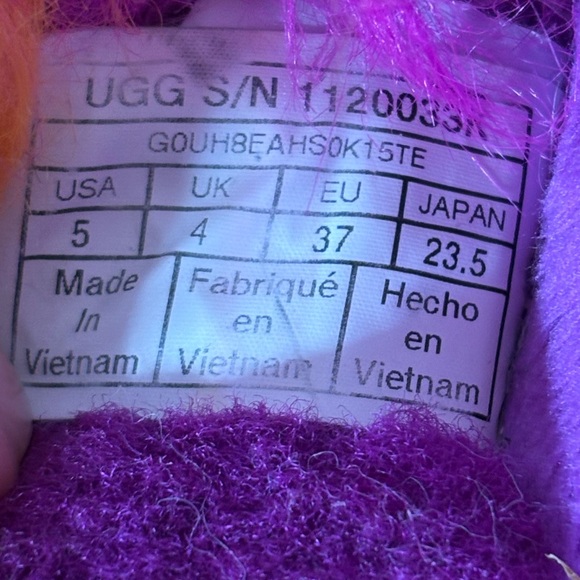 UGG S/N 1120033K
G0UH8EAHS0K15TE
USA UK EU JAPAN
5 4 37 23.5
Made Fabriqué Hecho
In en en
Vietnam Vietnam Vietnam